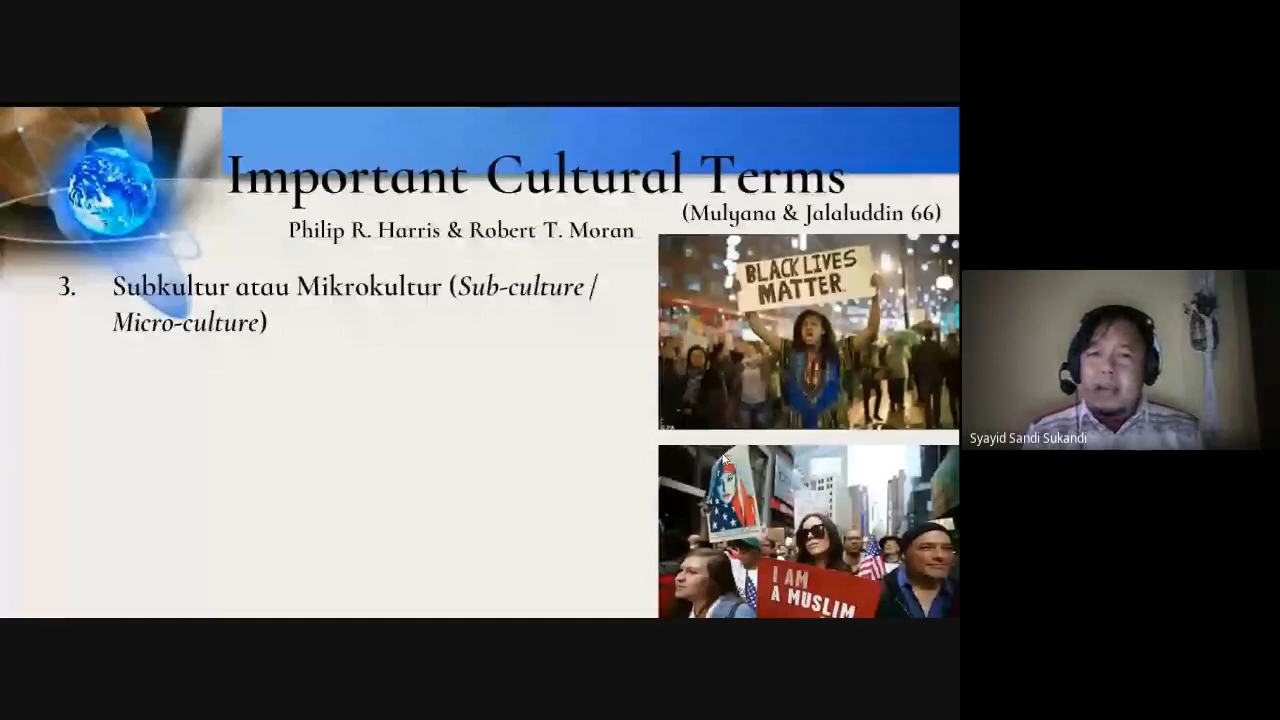 Important Cultural Terms
(Mulyana & Jalaluddin 66)
Philip R. Harris & Robert T. Moran
3. Subkultur atau Mikrokultur (Sub-culture /
Micro-culture)
BLACK LIVES
MATTER
I AM
A MUSLIM
Syayid Sandi Sukandi